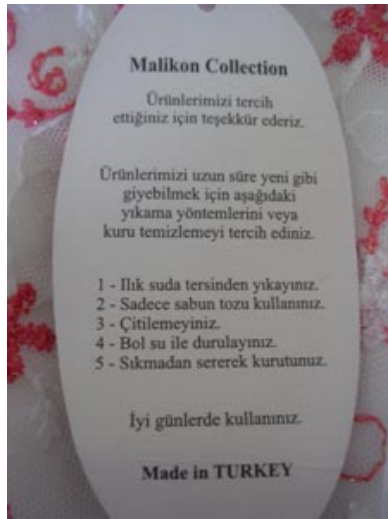 Malikon Collection
Ürünlerimizi tercih
ettiğiniz için teşekkür ederiz.
Ürünlerimizi uzun süre yeni gibi
giyebilmek için aşağıdaki
yıkama yöntemlerini veya
kuru temizlemeyi tercih ediniz.
1 - Ilık suda tersinden yıkayınız.
2 - Sadece sabun tozu kullanınız.
3 - Çitilemeyiniz.
4 - Bol su ile durulayınız.
5 - Sıkmadan sererek kurutunuz.
İyi günlerde kullanınız.
Made in TURKEY